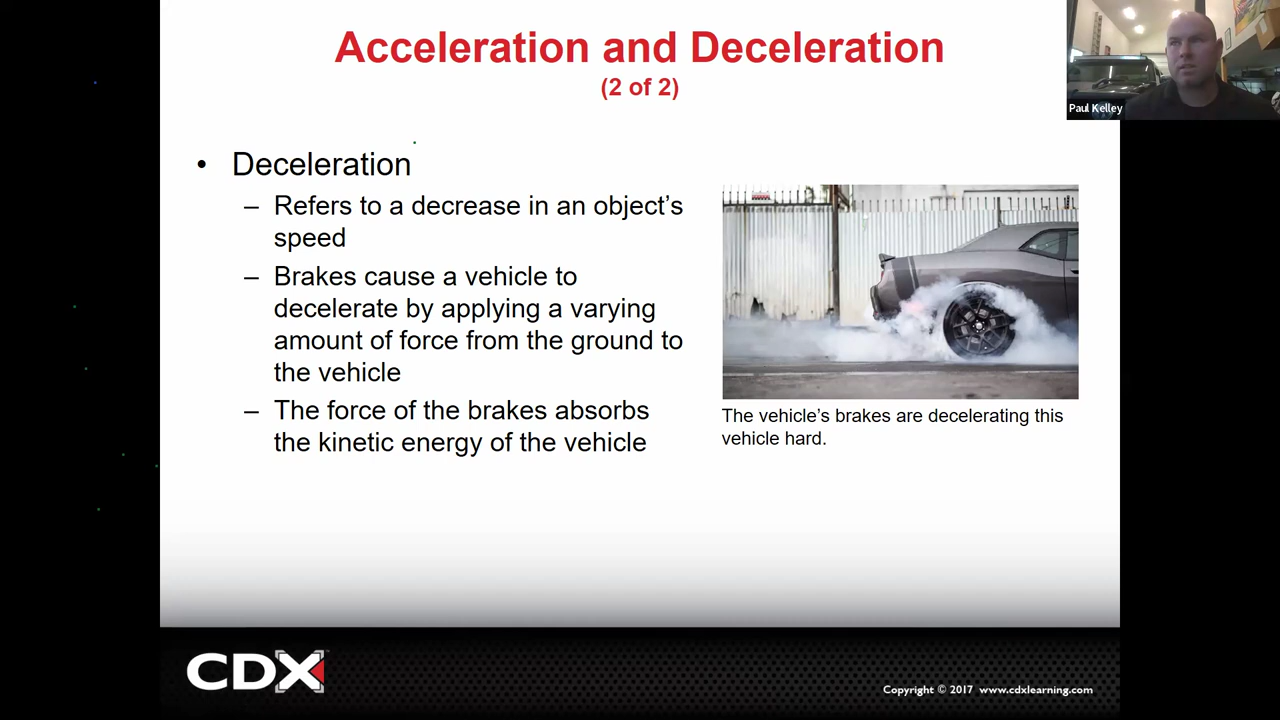 Acceleration and Deceleration
(2 of 2)
Paul Kelley
• Deceleration
– Refers to a decrease in an object’s
speed
– Brakes cause a vehicle to
decelerate by applying a varying
amount of force from the ground to
the vehicle
– The force of the brakes absorbs
the kinetic energy of the vehicle
The vehicle’s brakes are decelerating this
vehicle hard.
CDX
Copyright © 2017 www.cdxlearning.com